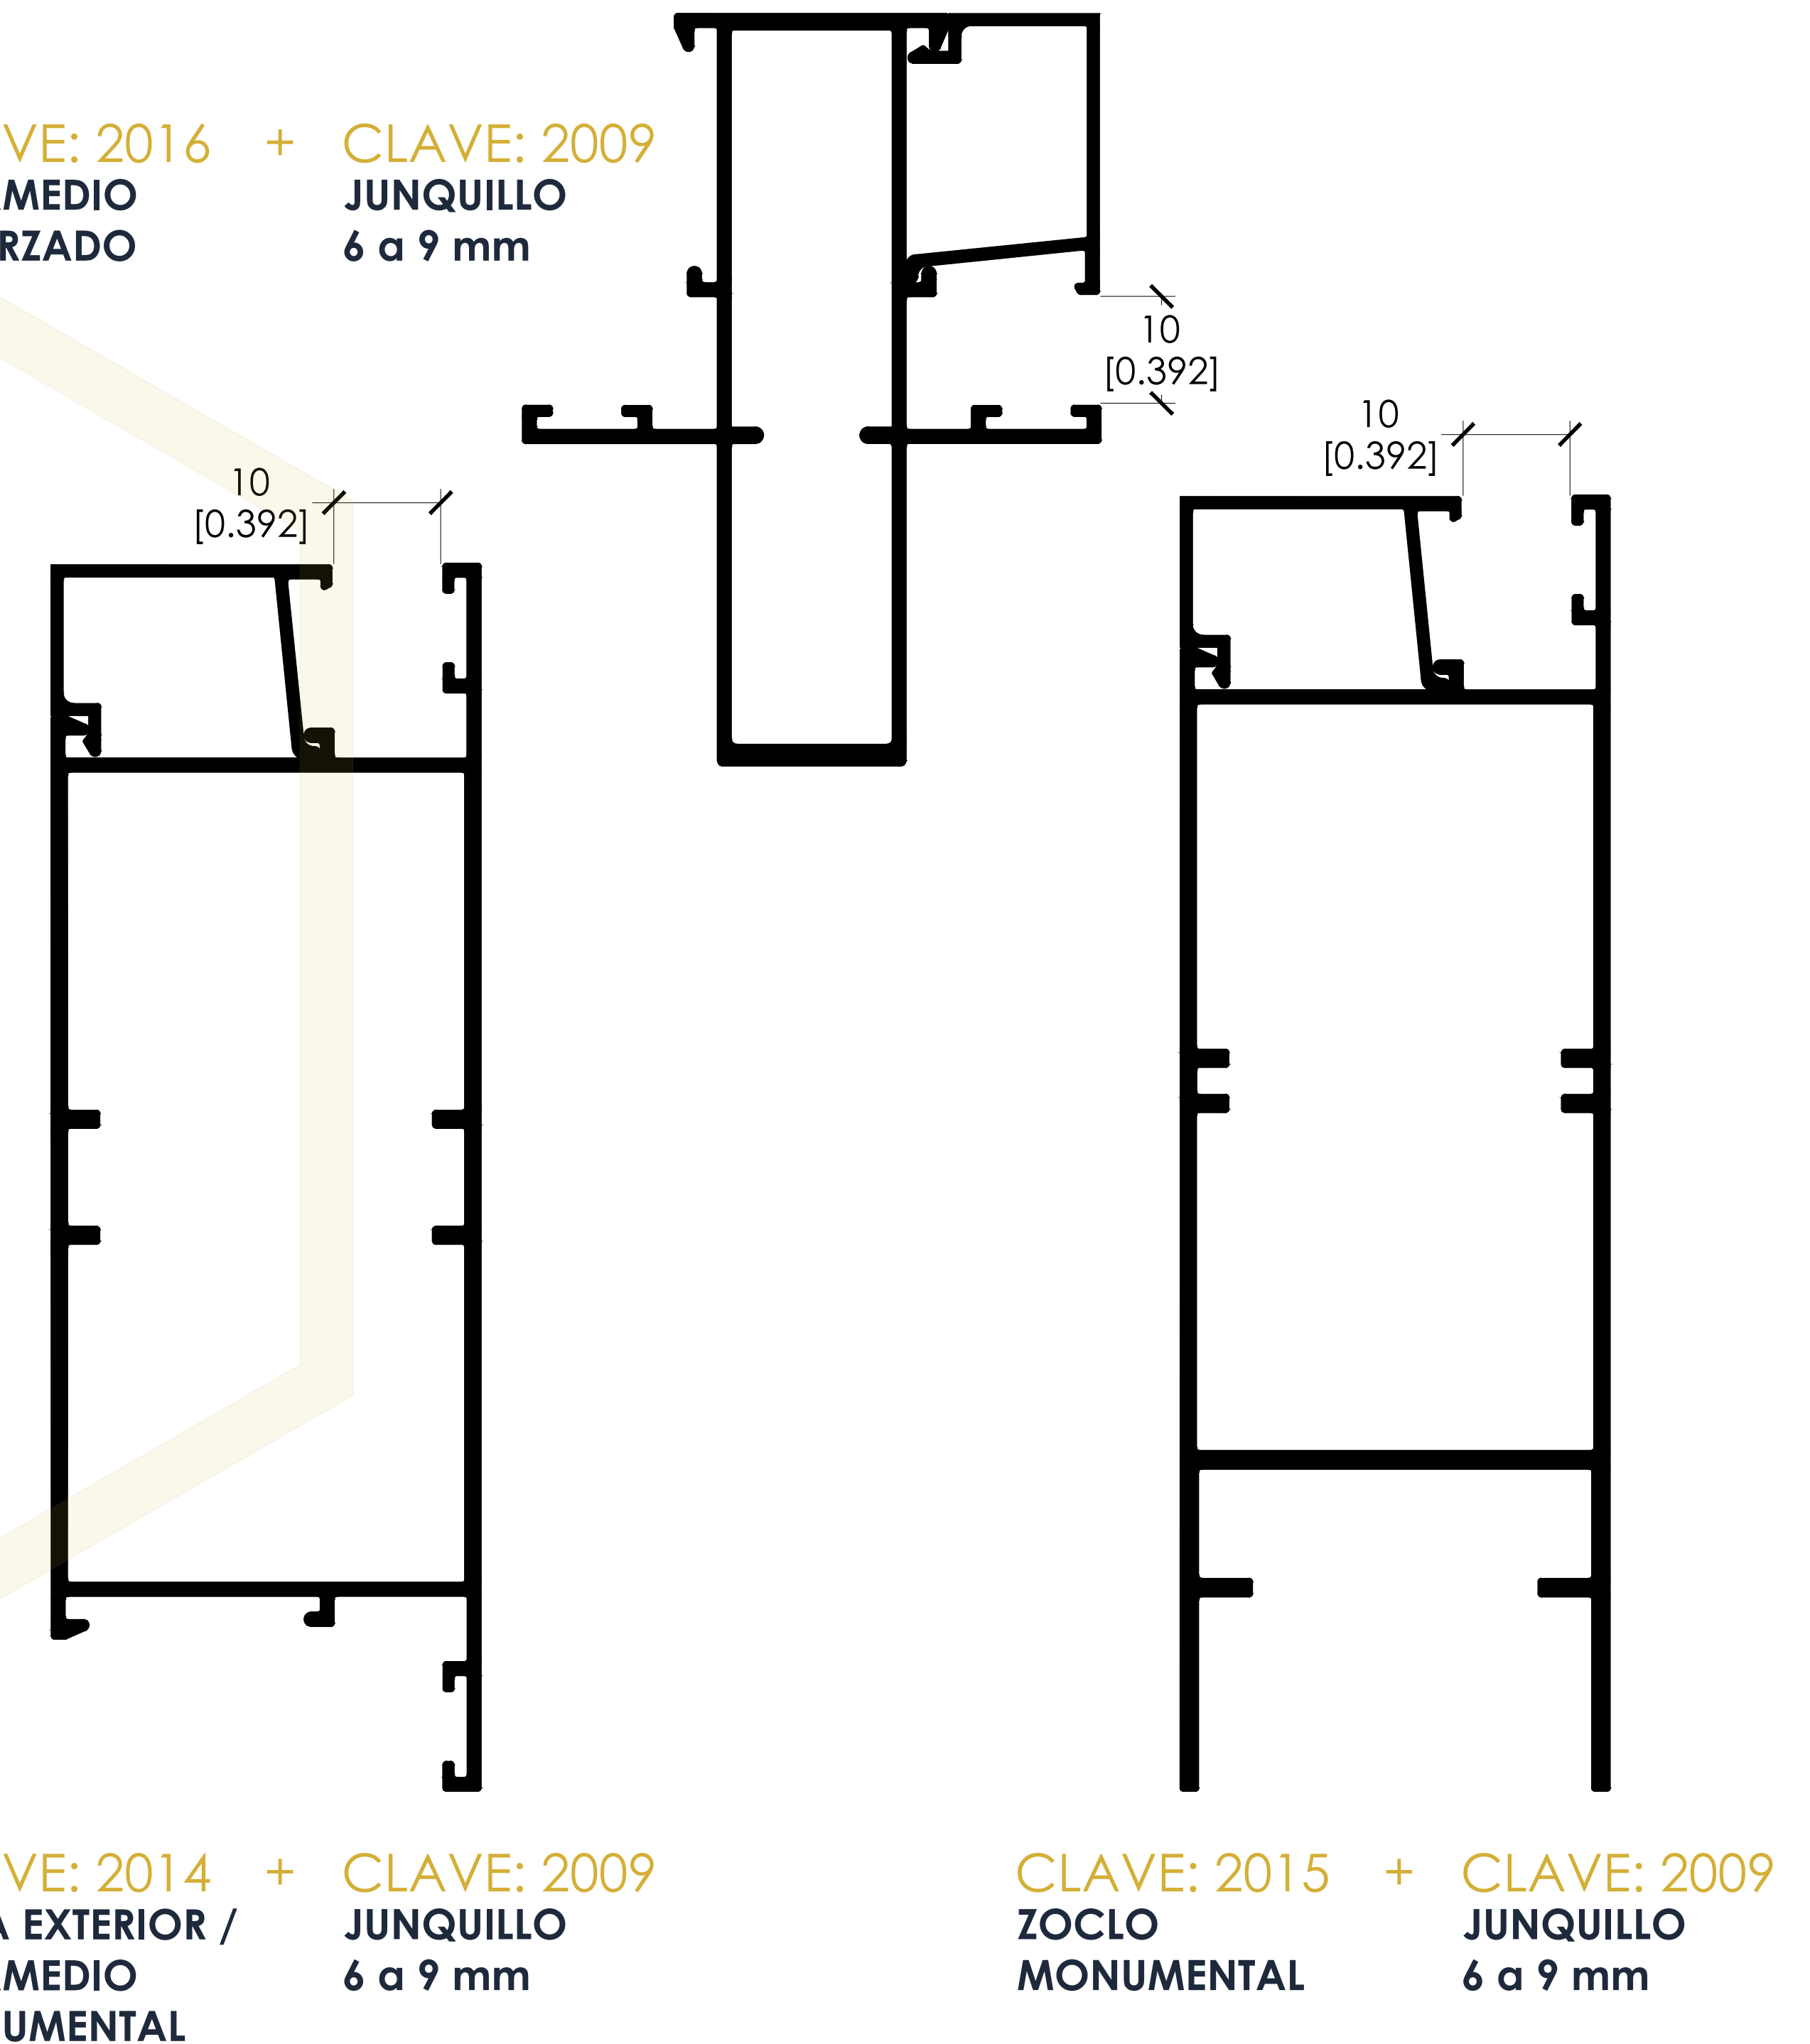 VE: 2016 + CLAVE: 2009
MEDIO JUNQUILLO
RZADO 6 a 9 mm
10
[0.392]
10
[0.392]
10
[0.392]
VE: 2014 + CLAVE: 2009
A EXTERIOR / JUNQUILLO
MEDIO 6 a 9 mm
UMENTAL
CLAVE: 2015 + CLAVE: 2009
ZOCLO JUNQUILLO
MONUMENTAL 6 a 9 mm